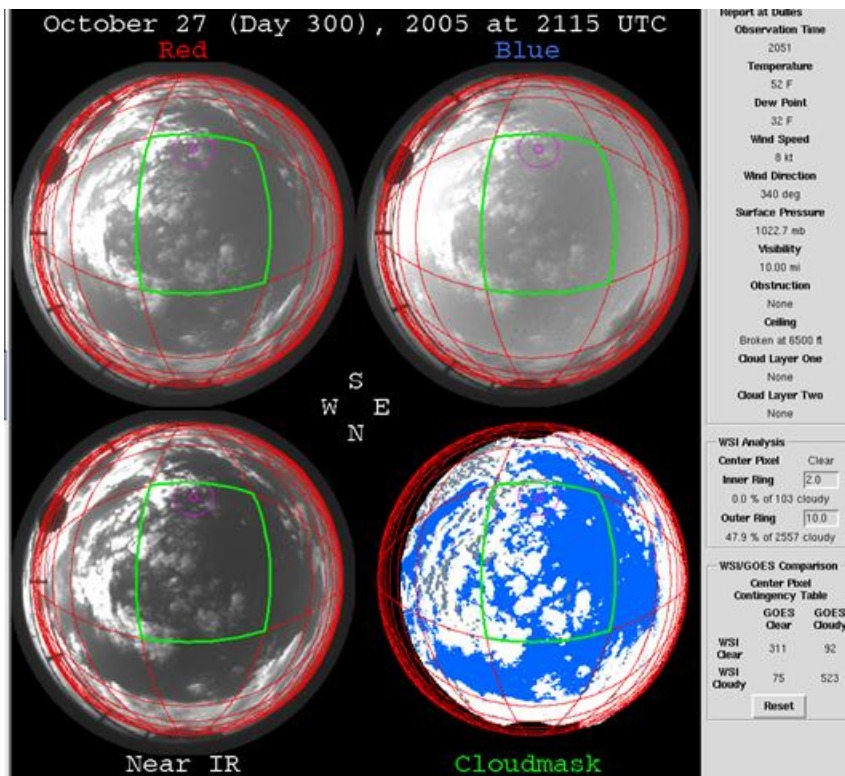 October 27 (Day 300), 2005 at 2115 UTC
Red
Blue
S
W E
N
Near IR
Cloudmask
Report at Dulles
Observation Time
2051
Temperature
52 F
Dew Point
32 F
Wind Speed
8 kt
Wind Direction
340 deg
Surface Pressure
1022.7 mb
Visibility
10.00 mi
Obstruction
None
Ceiling
Broken at 6500 ft
Cloud Layer One
None
Cloud Layer Two
None
WSI Analysis
Center Pixel Clear
Inner Ring 2.0
0.0 % of 103 cloudy
Outer Ring 10.0
47.9 % of 2557 cloudy
WSI/GOES Comparison
Center Pixel
Contingency Table
GOES Clear GOES Cloudy
WSI Clear 311 92
WSI Cloudy 75 523
Reset